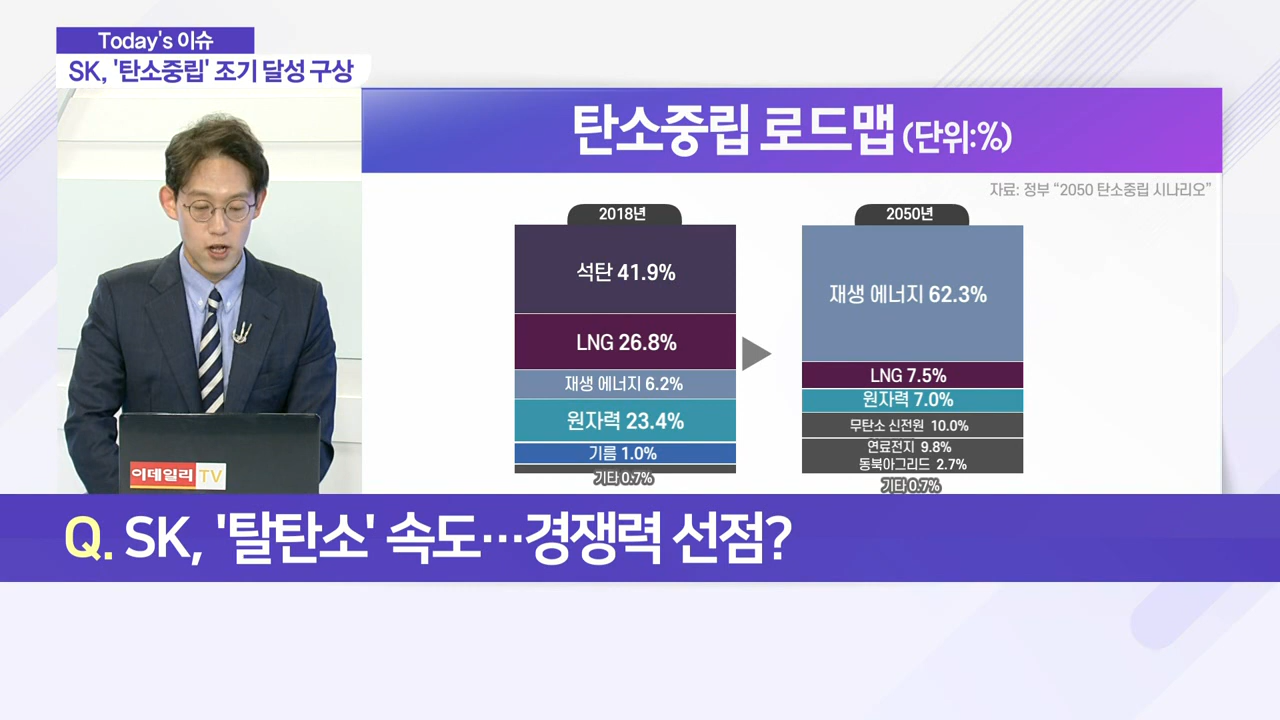 Today's 이슈
SK, '탄소중립' 조기 달성 구상
탄소중립 로드맵 (단위:%)
자료: 정부 “2050 탄소중립 시나리오”
2018년
석탄 41.9%
LNG 26.8%
재생 에너지 6.2%
원자력 23.4%
기름 1.0%
기타 0.7%
2050년
재생 에너지 62.3%
LNG 7.5%
원자력 7.0%
무탄소 신전원 10.0%
연료전지 9.8%
동북아그리드 2.7%
기타 0.7%
이데일리 TV
Q. SK, '탈탄소' 속도…경쟁력 선점?